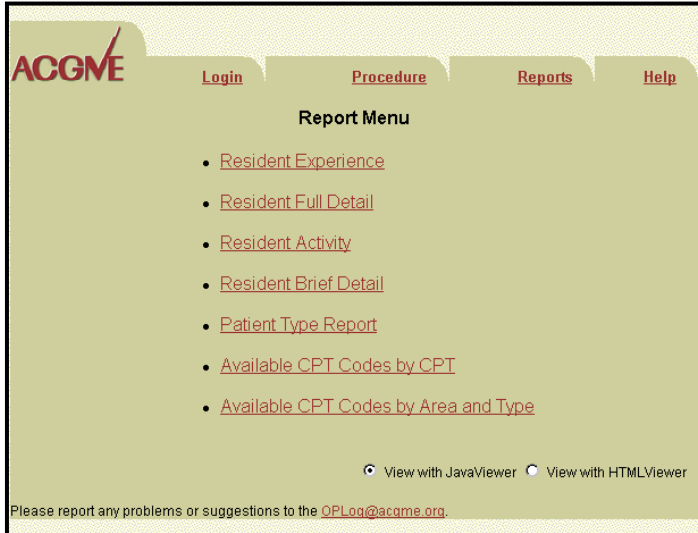 ACGME
Login Procedure Reports Help
Report Menu
Resident Experience
Resident Full Detail
Resident Activity
Resident Brief Detail
Patient Type Report
Available CPT Codes by CPT
Available CPT Codes by Area and Type
View with JavaViewer View with HTMLViewer
Please report any problems or suggestions to the OPLog@acgme.org.